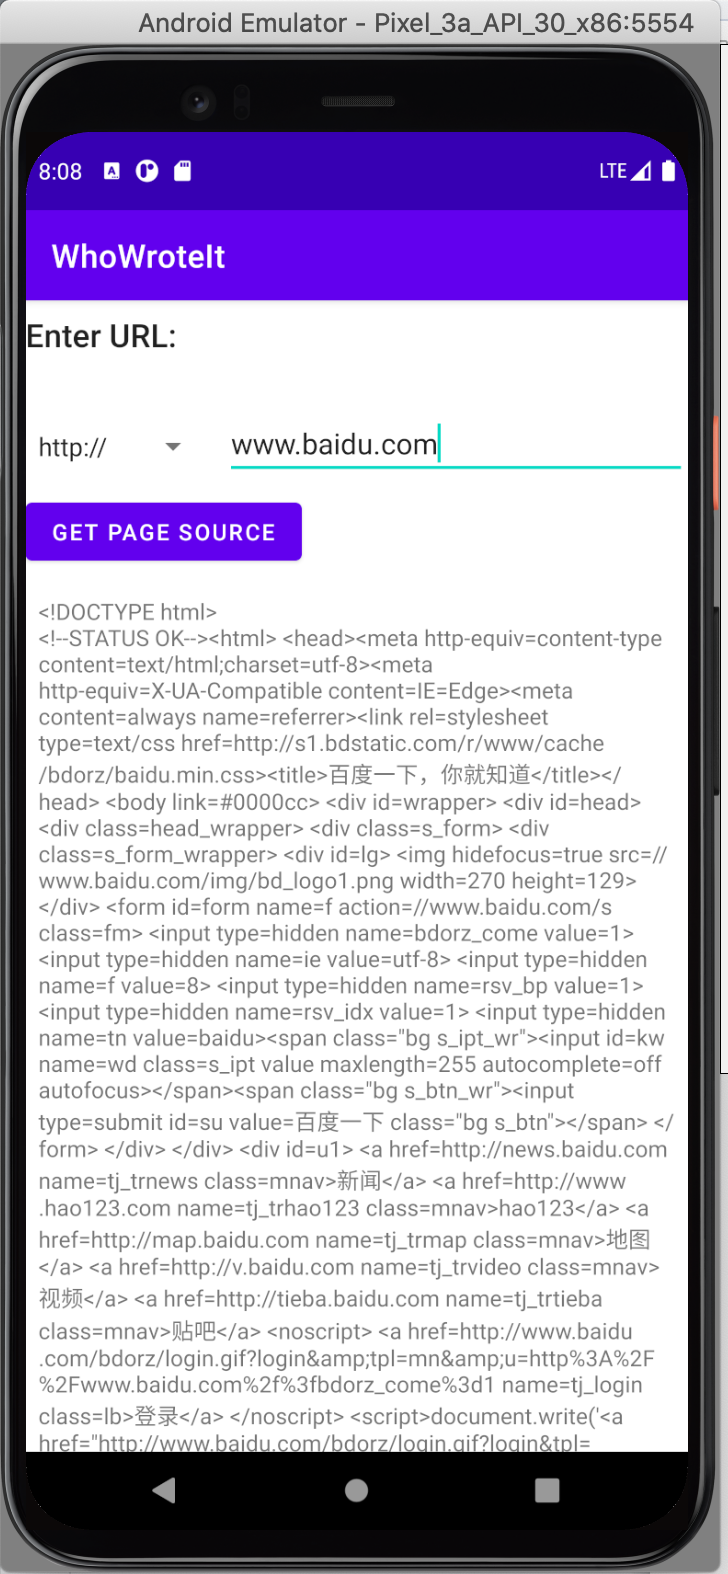 Android Emulator - Pixel_3a_API_30_x86:5554
8:08
LTE
WhoWroteIt
Enter URL:
http://
www.baidu.com
GET PAGE SOURCE
<!DOCTYPE html>
<!--STATUS OK--><html> <head><meta http-equiv=content-type
content=text/html;charset=utf-8><meta
http-equiv=X-UA-Compatible content=IE=Edge><meta
content=always name=referrer><link rel=stylesheet
type=text/css href=http://s1.bdstatic.com/r/www/cache
/bdorz/baidu.min.css><title>百度一下，你就知道</title></
head> <body link=#0000cc> <div id=wrapper> <div id=head>
<div class=head_wrapper> <div class=s_form> <div
class=s_form_wrapper> <div id=lg> <img hidefocus=true src=//
www.baidu.com/img/bd_logo1.png width=270 height=129>
</div> <form id=form name=f action=//www.baidu.com/s
class=fm> <input type=hidden name=bdorz_come value=1>
<input type=hidden name=ie value=utf-8> <input type=hidden
name=f value=8> <input type=hidden name=rsv_bp value=1>
<input type=hidden name=rsv_idx value=1> <input type=hidden
name=tn value=baidu><span class="bg s_ipt_wr"><input id=kw
name=wd class=s_ipt value maxlength=255 autocomplete=off
autofocus></span><span class="bg s_btn_wr"><input
type=submit id=su value=百度一下 class="bg s_btn"></span> </
form> </div> </div> <div id=u1> <a href=http://news.baidu.com
name=tj_trnews class=mnav>新闻</a> <a href=http://www
.hao123.com name=tj_trhao123 class=mnav>hao123</a> <a
href=http://map.baidu.com name=tj_trmap class=mnav>地图
</a> <a href=http://v.baidu.com name=tj_trvideo class=mnav>
视频</a> <a href=http://tieba.baidu.com name=tj_trtieba
class=mnav>贴吧</a> <noscript> <a href=http://www.baidu
.com/bdorz/login.gif?login&amp;tpl=mn&amp;u=http%3A%2F
%2Fwww.baidu.com%2f%3fbdorz_come%3d1 name=tj_login
class=lb>登录</a> </noscript> <script>document.write('<a
href="http://www.baidu.com/bdorz/login.gif?login&tpl=